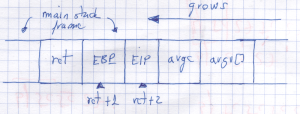 main stack
frame
grows
ret
EBP
EIP
argc
argv[]
ret+1
ret+2